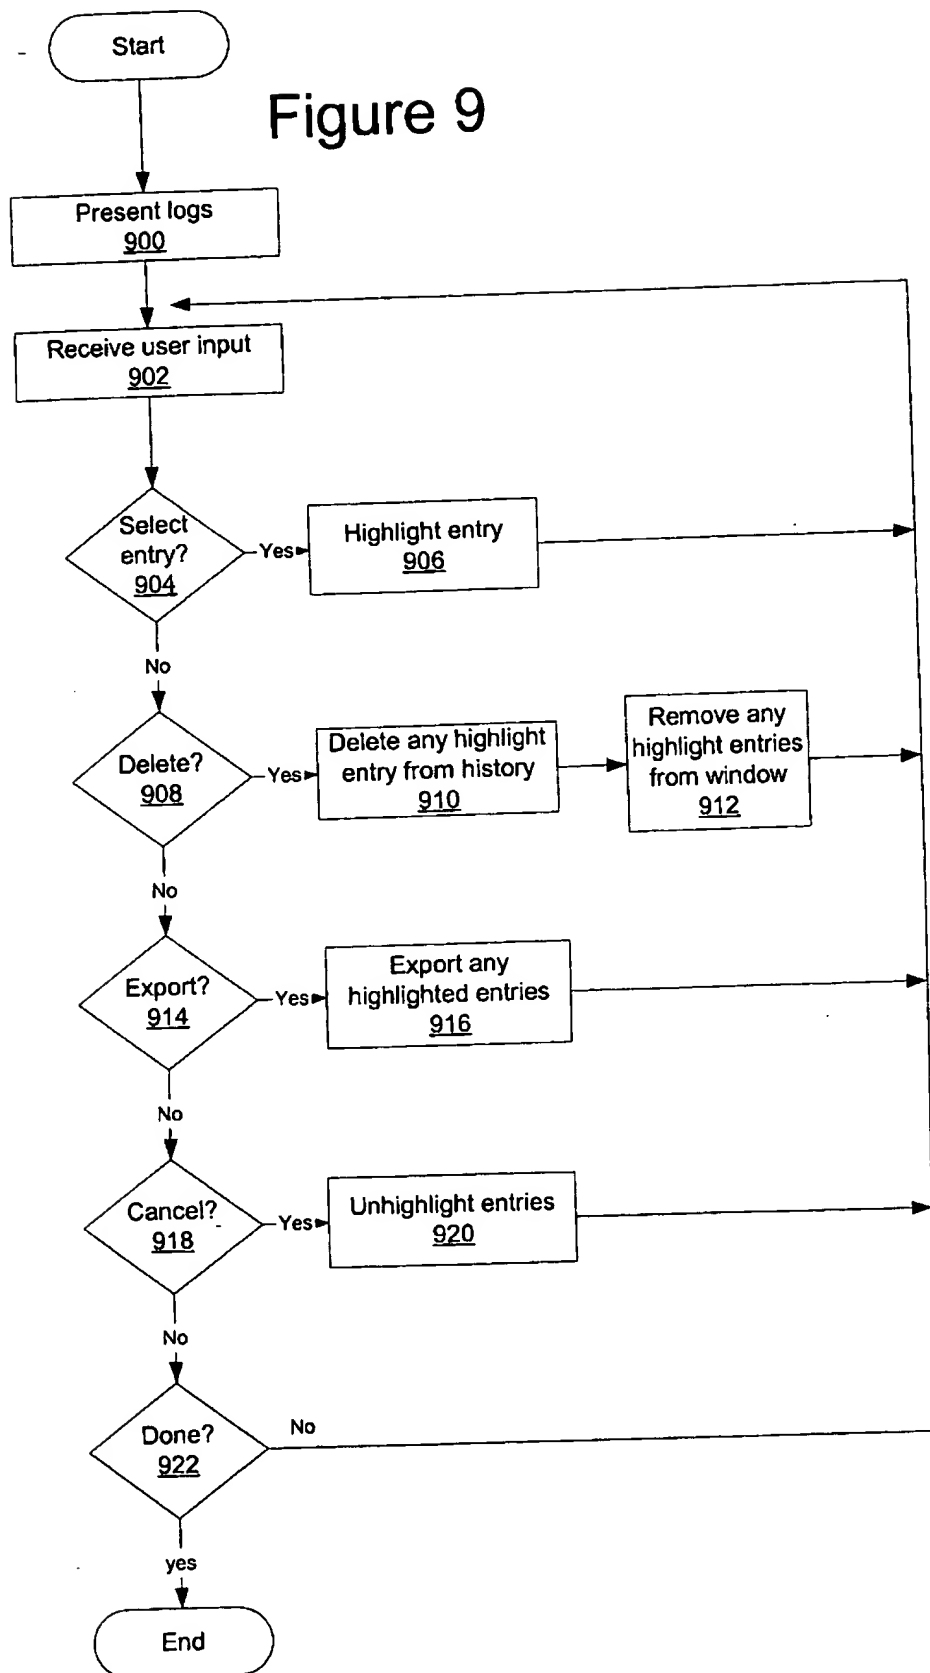 Start
Figure 9
Present logs
900
Receive user input
902
Select
entry?
904
Yes
Highlight entry
906
No
Delete?
908
Yes
Delete any highlight
entry from history
910
Remove any
highlight entries
from window
912
No
Export?
914
Yes
Export any
highlighted entries
916
No
Cancel?
918
Yes
Unhighlight entries
920
No
Done?
922
No
yes
End